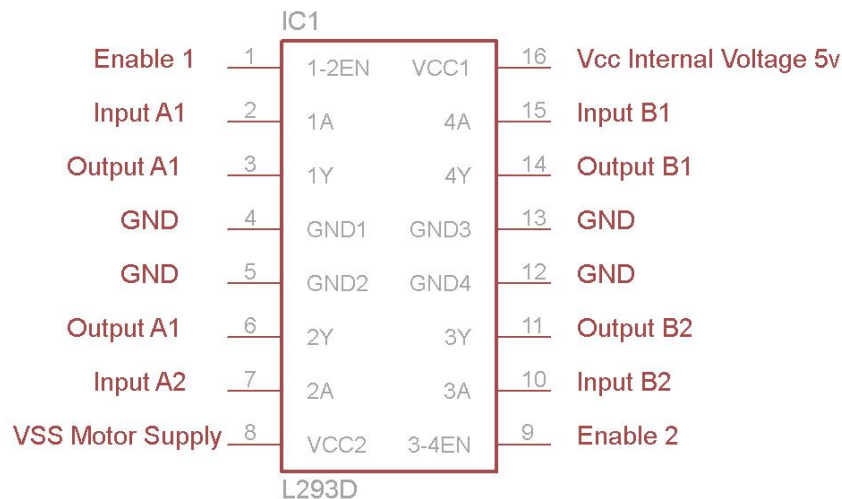 IC1
Enable 1 1 1-2EN VCC1 16 Vcc Internal Voltage 5v
Input A1 2 1A 4A 15 Input B1
Output A1 3 1Y 4Y 14 Output B1
GND 4 GND1 GND3 13 GND
GND 5 GND2 GND4 12 GND
Output A1 6 2Y 3Y 11 Output B2
Input A2 7 2A 3A 10 Input B2
VSS Motor Supply 8 VCC2 3-4EN 9 Enable 2
L293D